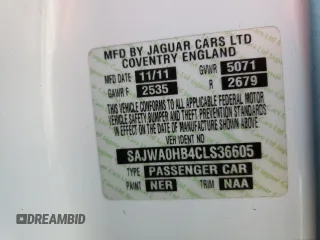 MFD BY JAGUAR CARS LTD
COVENTRY ENGLAND
MFD DATE 11/11 GVWR 5071
GAWR F 2535 R 2679
THIS VEHICLE CONFORMS TO ALL APPLICABLE FEDERAL MOTOR
VEHICLE SAFETY, BUMPER AND THEFT PREVENTION STANDARDS
IN EFFECT ON THE DATE OF MANUFACTURE SHOWN ABOVE
VEH IDENT NO
SAJWA0HB4CLS36605
TYPE PASSENGER CAR
PAINT NER TRIM NAA
DREAMBID